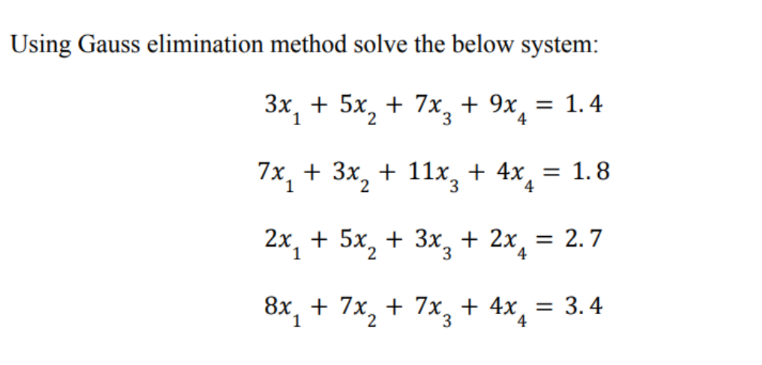 Using Gauss elimination method solve the below system:
3x₁ + 5x₂ + 7x₃ + 9x₄ = 1.4
7x₁ + 3x₂ + 11x₃ + 4x₄ = 1.8
2x₁ + 5x₂ + 3x₃ + 2x₄ = 2.7
8x₁ + 7x₂ + 7x₃ + 4x₄ = 3.4